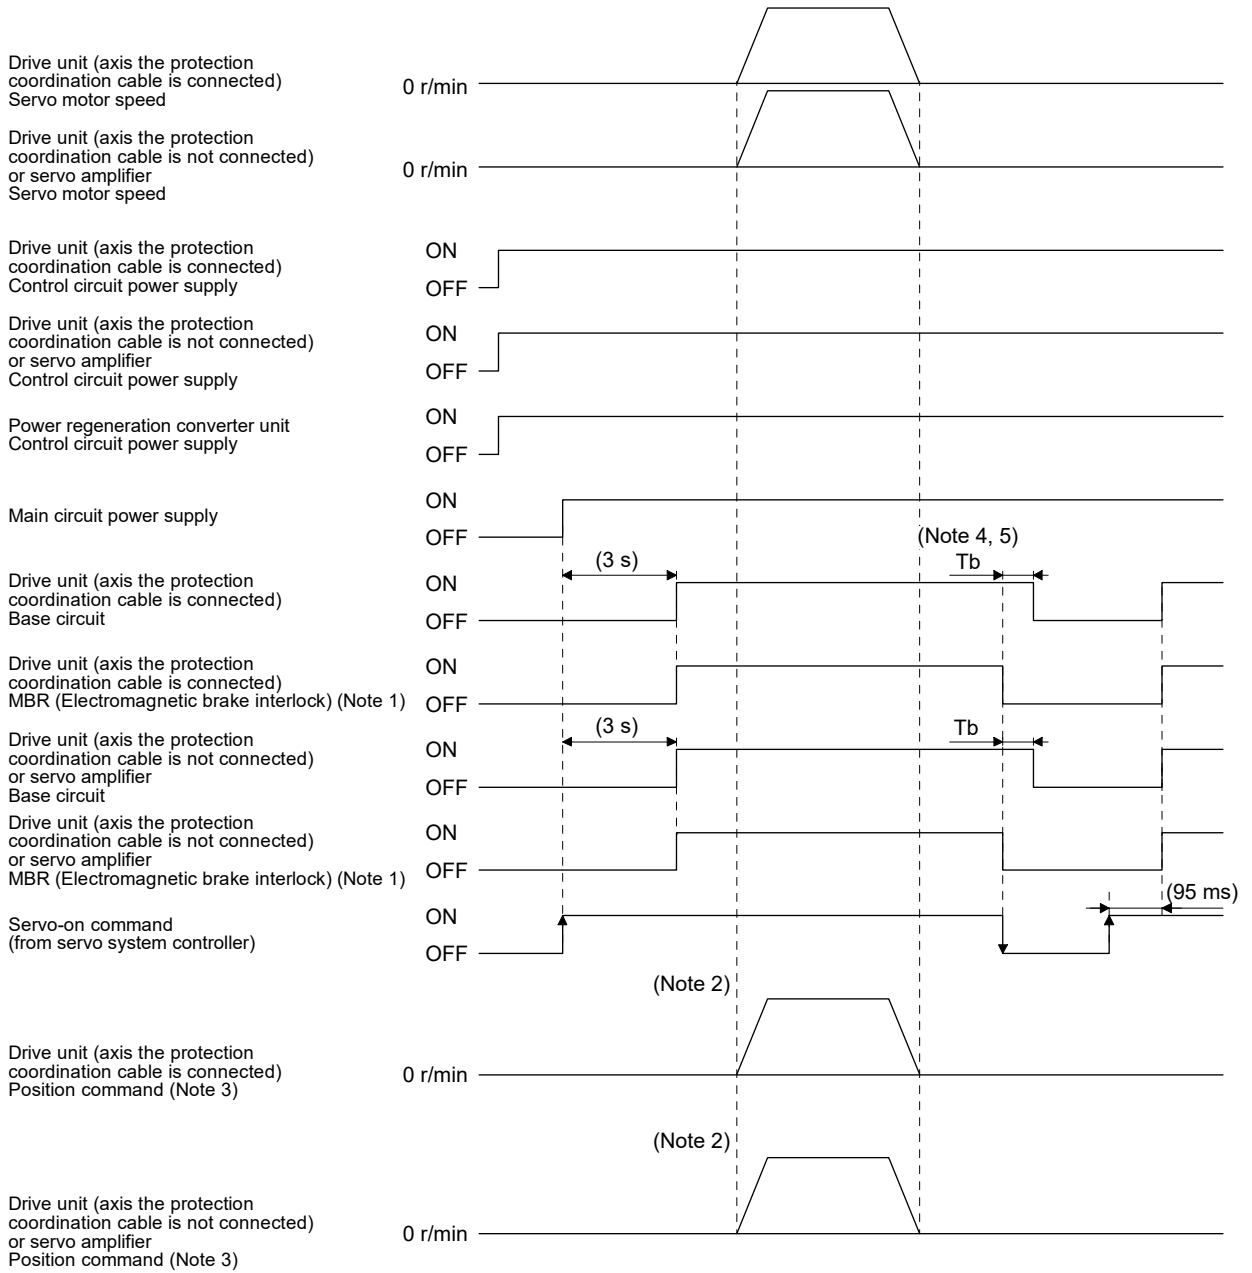 Drive unit (axis the protection
coordination cable is connected)
Servo motor speed
0 r/min
Drive unit (axis the protection
coordination cable is not connected)
or servo amplifier
Servo motor speed
0 r/min
Drive unit (axis the protection
coordination cable is connected)
Control circuit power supply
ON
OFF
Drive unit (axis the protection
coordination cable is not connected)
or servo amplifier
Control circuit power supply
ON
OFF
Power regeneration converter unit
Control circuit power supply
ON
OFF
Main circuit power supply
ON
OFF
(Note 4, 5)
(3 s)
Tb
Drive unit (axis the protection
coordination cable is connected)
Base circuit
ON
OFF
Drive unit (axis the protection
coordination cable is connected)
MBR (Electromagnetic brake interlock) (Note 1)
ON
OFF
(3 s)
Tb
Drive unit (axis the protection
coordination cable is not connected)
or servo amplifier
Base circuit
ON
OFF
Drive unit (axis the protection
coordination cable is not connected)
or servo amplifier
MBR (Electromagnetic brake interlock) (Note 1)
ON
OFF
(95 ms)
Servo-on command
(from servo system controller)
ON
OFF
(Note 2)
Drive unit (axis the protection
coordination cable is connected)
Position command (Note 3)
0 r/min
(Note 2)
Drive unit (axis the protection
coordination cable is not connected)
or servo amplifier
Position command (Note 3)
0 r/min